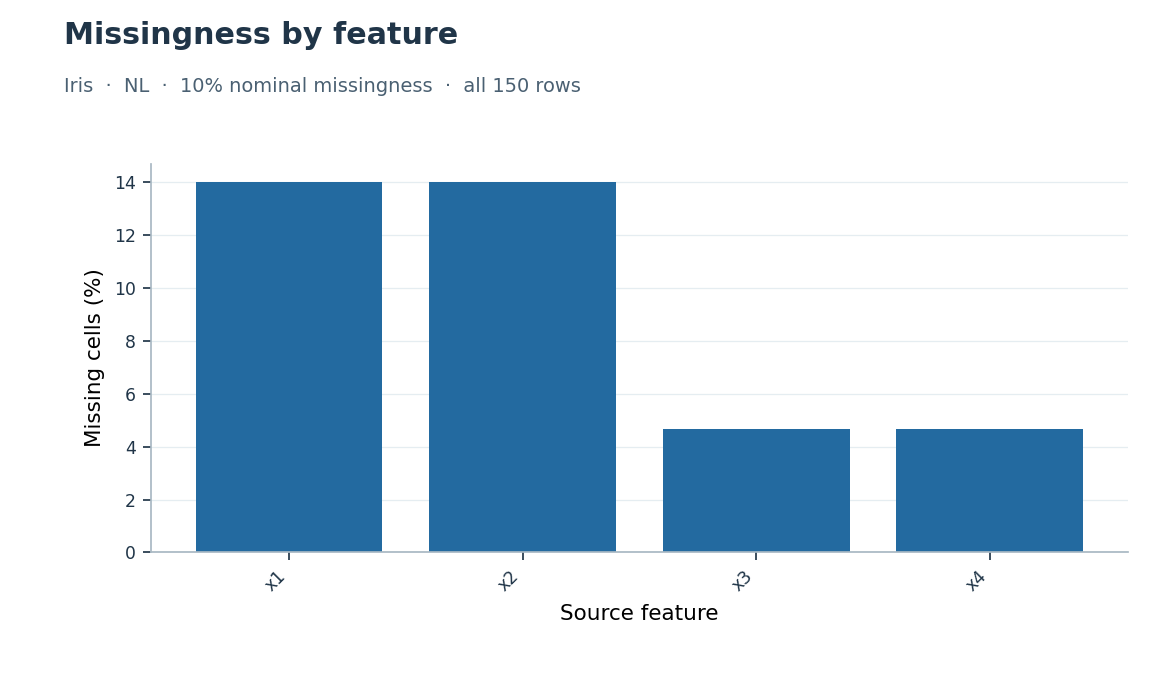 Missingness by feature
Iris · NL · 10% nominal missingness · all 150 rows
14
12
10
8
6
4
2
0
Missing cells (%)
x1
x2
x3
x4
Source feature